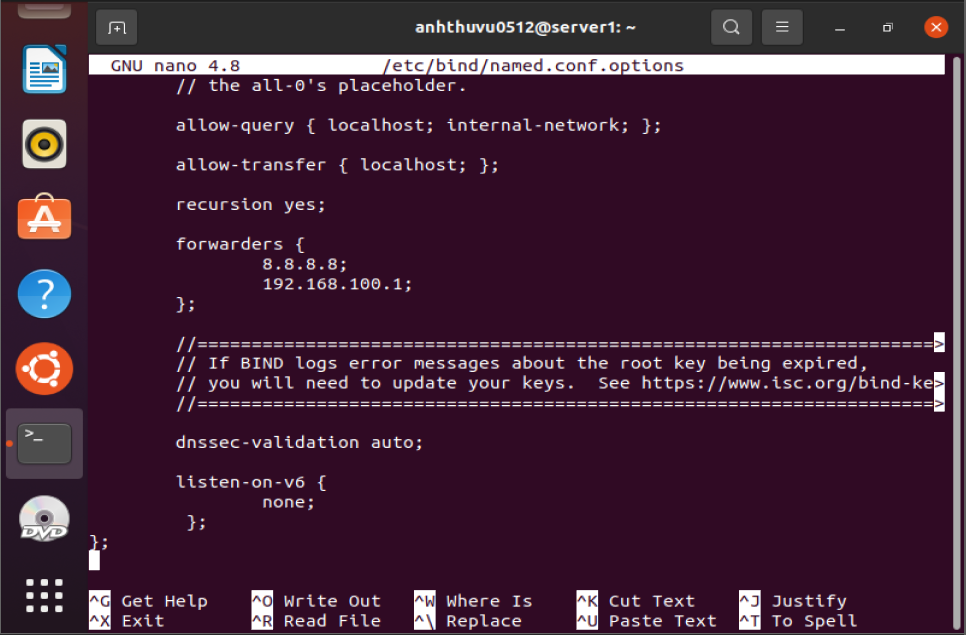 anhthuvu0512@server1: ~
GNU nano 4.8 /etc/bind/named.conf.options
// the all-0's placeholder.
allow-query { localhost; internal-network; };
allow-transfer { localhost; };
recursion yes;
forwarders {
8.8.8.8;
192.168.100.1;
};
//====================================================================>
// If BIND logs error messages about the root key being expired,
// you will need to update your keys.  See https://www.isc.org/bind-ke>
//====================================================================>
dnssec-validation auto;
listen-on-v6 {
none;
};
};
^G Get Help ^O Write Out ^W Where Is ^K Cut Text ^J Justify
^X Exit ^R Read File ^\ Replace ^U Paste Text ^T To Spell
>_
DVD